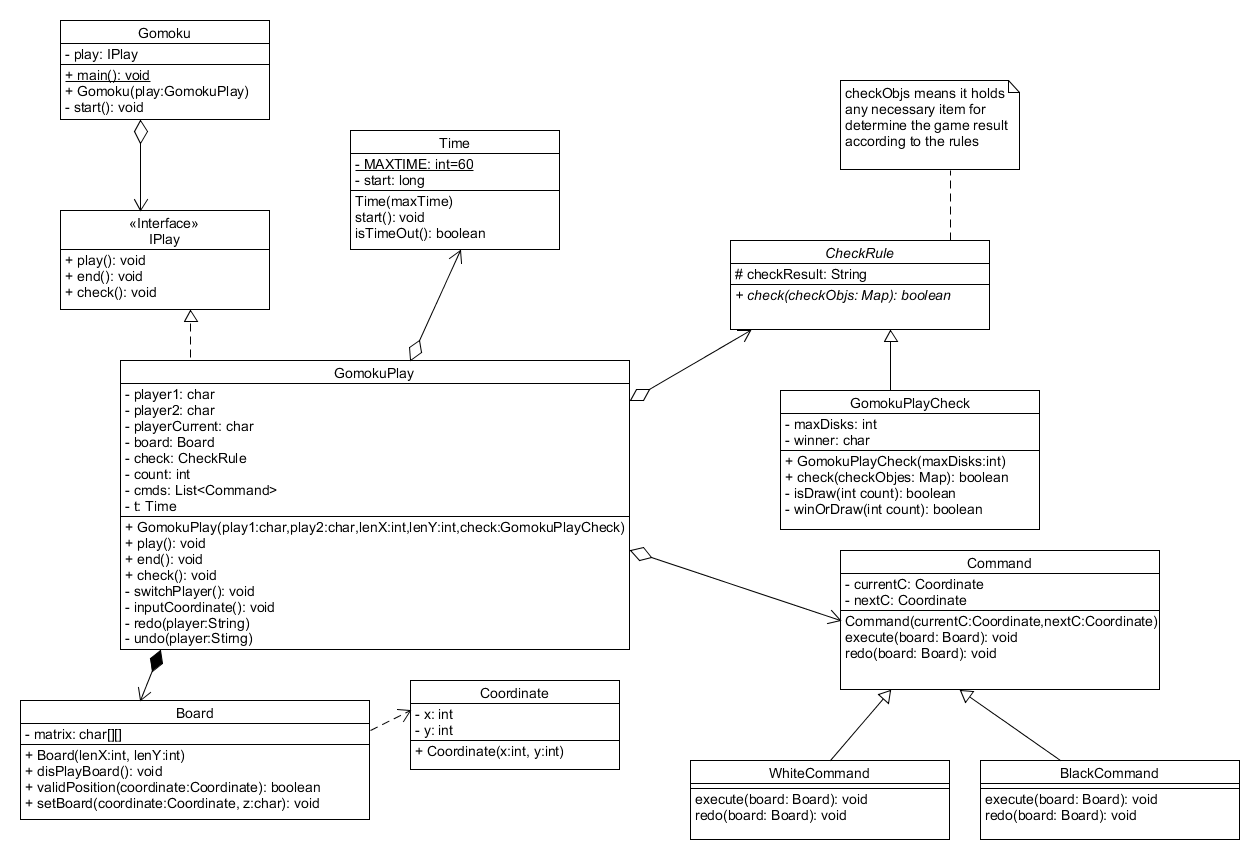 Gomoku
- play: IPlay
+ main(): void
+ Gomoku(play:GomokuPlay)
- start(): void
«Interface»
IPlay
+ play(): void
+ end(): void
+ check(): void
Time
- MAXTIME: int=60
- start: long
Time(maxTime)
start(): void
isTimeOut(): boolean
checkObjs means it holds
any necessary item for
determine the game result
according to the rules
CheckRule
# checkResult: String
+ check(checkObjs: Map): boolean
GomokuPlay
- player1: char
- player2: char
- playerCurrent: char
- board: Board
- check: CheckRule
- count: int
- cmds: List<Command>
- t: Time
+ GomokuPlay(play1:char,play2:char,lenX:int,lenY:int,check:GomokuPlayCheck)
+ play(): void
+ end(): void
+ check(): void
- switchPlayer(): void
- inputCoordinate(): void
- redo(player:String)
- undo(player:Stirng)
GomokuPlayCheck
- maxDisks: int
- winner: char
+ GomokuPlayCheck(maxDisks:int)
+ check(checkObjes: Map): boolean
- isDraw(int count): boolean
- winOrDraw(int count): boolean
Command
- currentC: Coordinate
- nextC: Coordinate
Command(currentC:Coordinate,nextC:Coordinate)
execute(board: Board): void
redo(board: Board): void
Board
- matrix: char[][]
+ Board(lenX:int, lenY:int)
+ disPlayBoard(): void
+ validPosition(coordinate:Coordinate): boolean
+ setBoard(coordinate:Coordinate, z:char): void
Coordinate
- x: int
- y: int
+ Coordinate(x:int, y:int)
WhiteCommand
execute(board: Board): void
redo(board: Board): void
BlackCommand
execute(board: Board): void
redo(board: Board): void